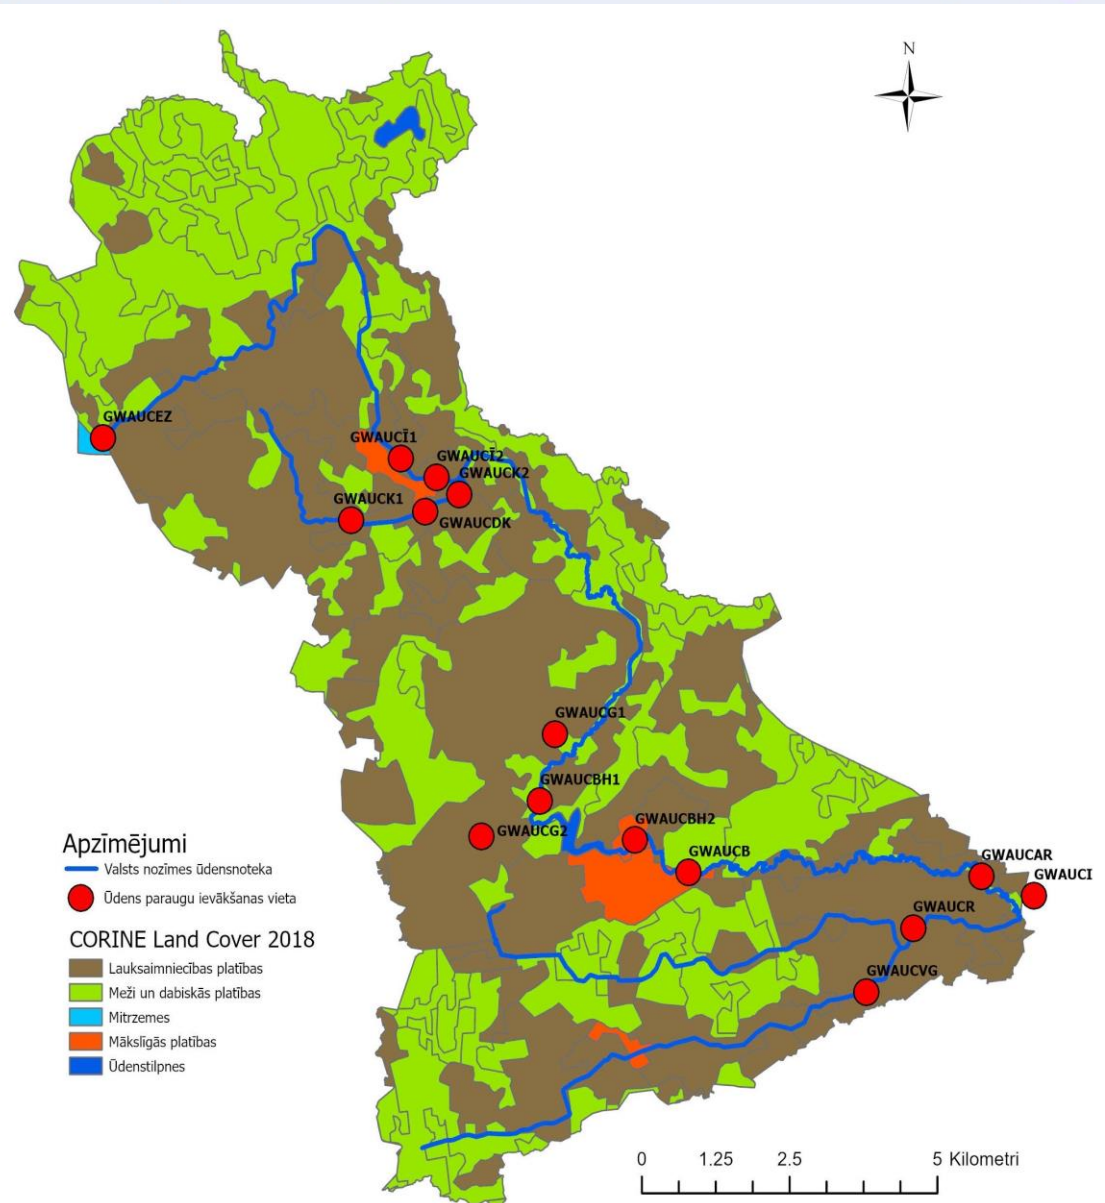 N
GWAUCEZ
GWAUCĪ1
GWAUCĪ2
GWAUCK2
GWAUCK1
GWAUCDK
GWAUCG1
GWAUCBH1
GWAUCG2
GWAUCBH2
GWAUCB
GWAUCAR
GWAUCI
GWAUCR
GWAUCVG
Apzīmējumi
Valsts nozīmes ūdensnoteka
Ūdens paraugu ievākšanas vieta
CORINE Land Cover 2018
Lauksaimniecības platības
Meži un dabiskās platības
Mitrzemes
Mākslīgās platības
Ūdenstilpnes
0 1.25 2.5 5 Kilometri